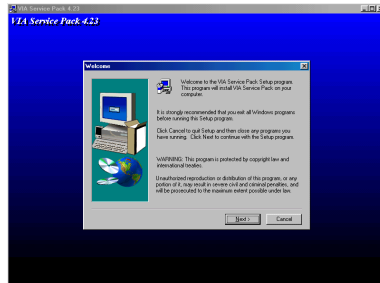 VIA Service Pack 4.23
VIA Service Pack 4.23
Welcome
Welcome to the VIA Service Pack Setup program.
This program will install VIA Service Pack on your
computer.
It is strongly recommended that you exit all Windows programs
before running this Setup program.
Click Cancel to quit Setup and then close any programs you
have running. Click Next to continue with the Setup program.
WARNING: This program is protected by copyright law and
international treaties.
Unauthorized reproduction or distribution of this program, or any
portion of it, may result in severe civil and criminal penalties, and
will be prosecuted to the maximum extent possible under law.
Next >
Cancel